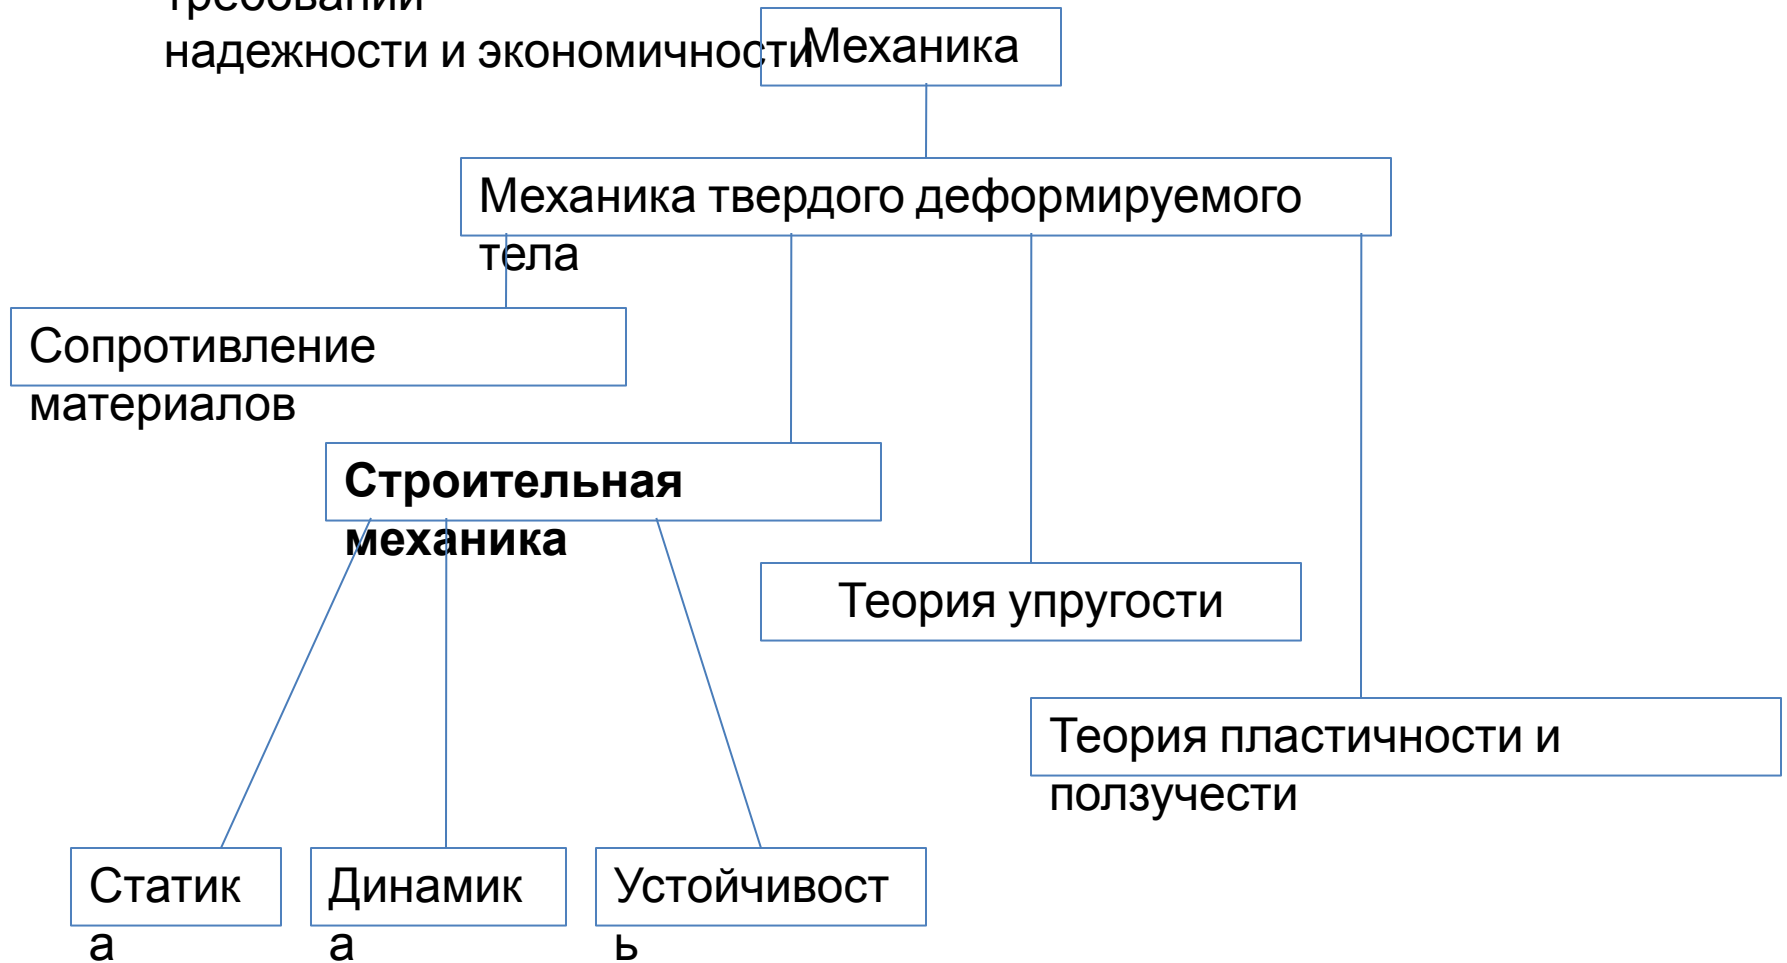 требований
надежности и экономичности
Механика
Механика твердого деформируемого
тела
Сопротивление
материалов
Строительная
механика
Теория упругости
Теория пластичности и
ползучести
Статик
а
Динамик
а
Устойчивост
ь